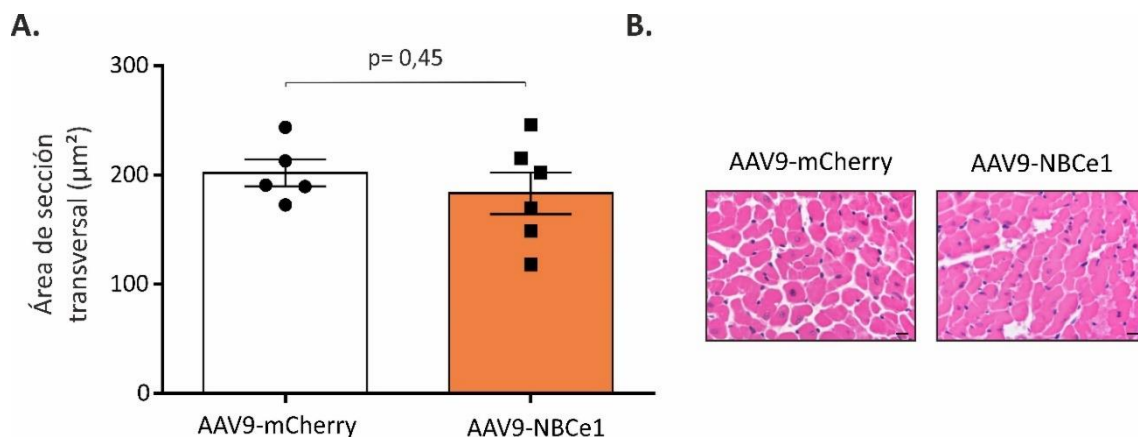 A.
B.
p= 0,45
300
200
100
0
Área de sección
transversal (µm²)
AAV9-mCherry
AAV9-NBCe1
AAV9-mCherry
AAV9-NBCe1